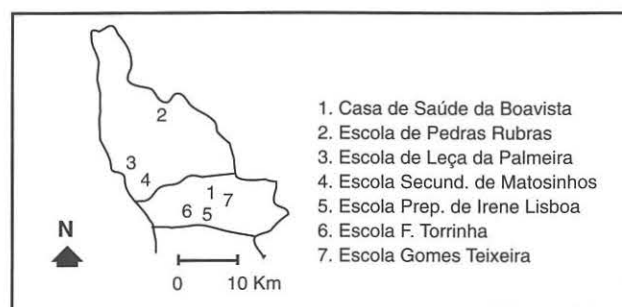 2
3
4
1
7
6
5
N
0 10 Km
1. Casa de Saúde da Boavista
2. Escola de Pedras Rubras
3. Escola de Leça da Palmeira
4. Escola Secund. de Matosinhos
5. Escola Prep. de Irene Lisboa
6. Escola F. Torrinha
7. Escola Gomes Teixeira